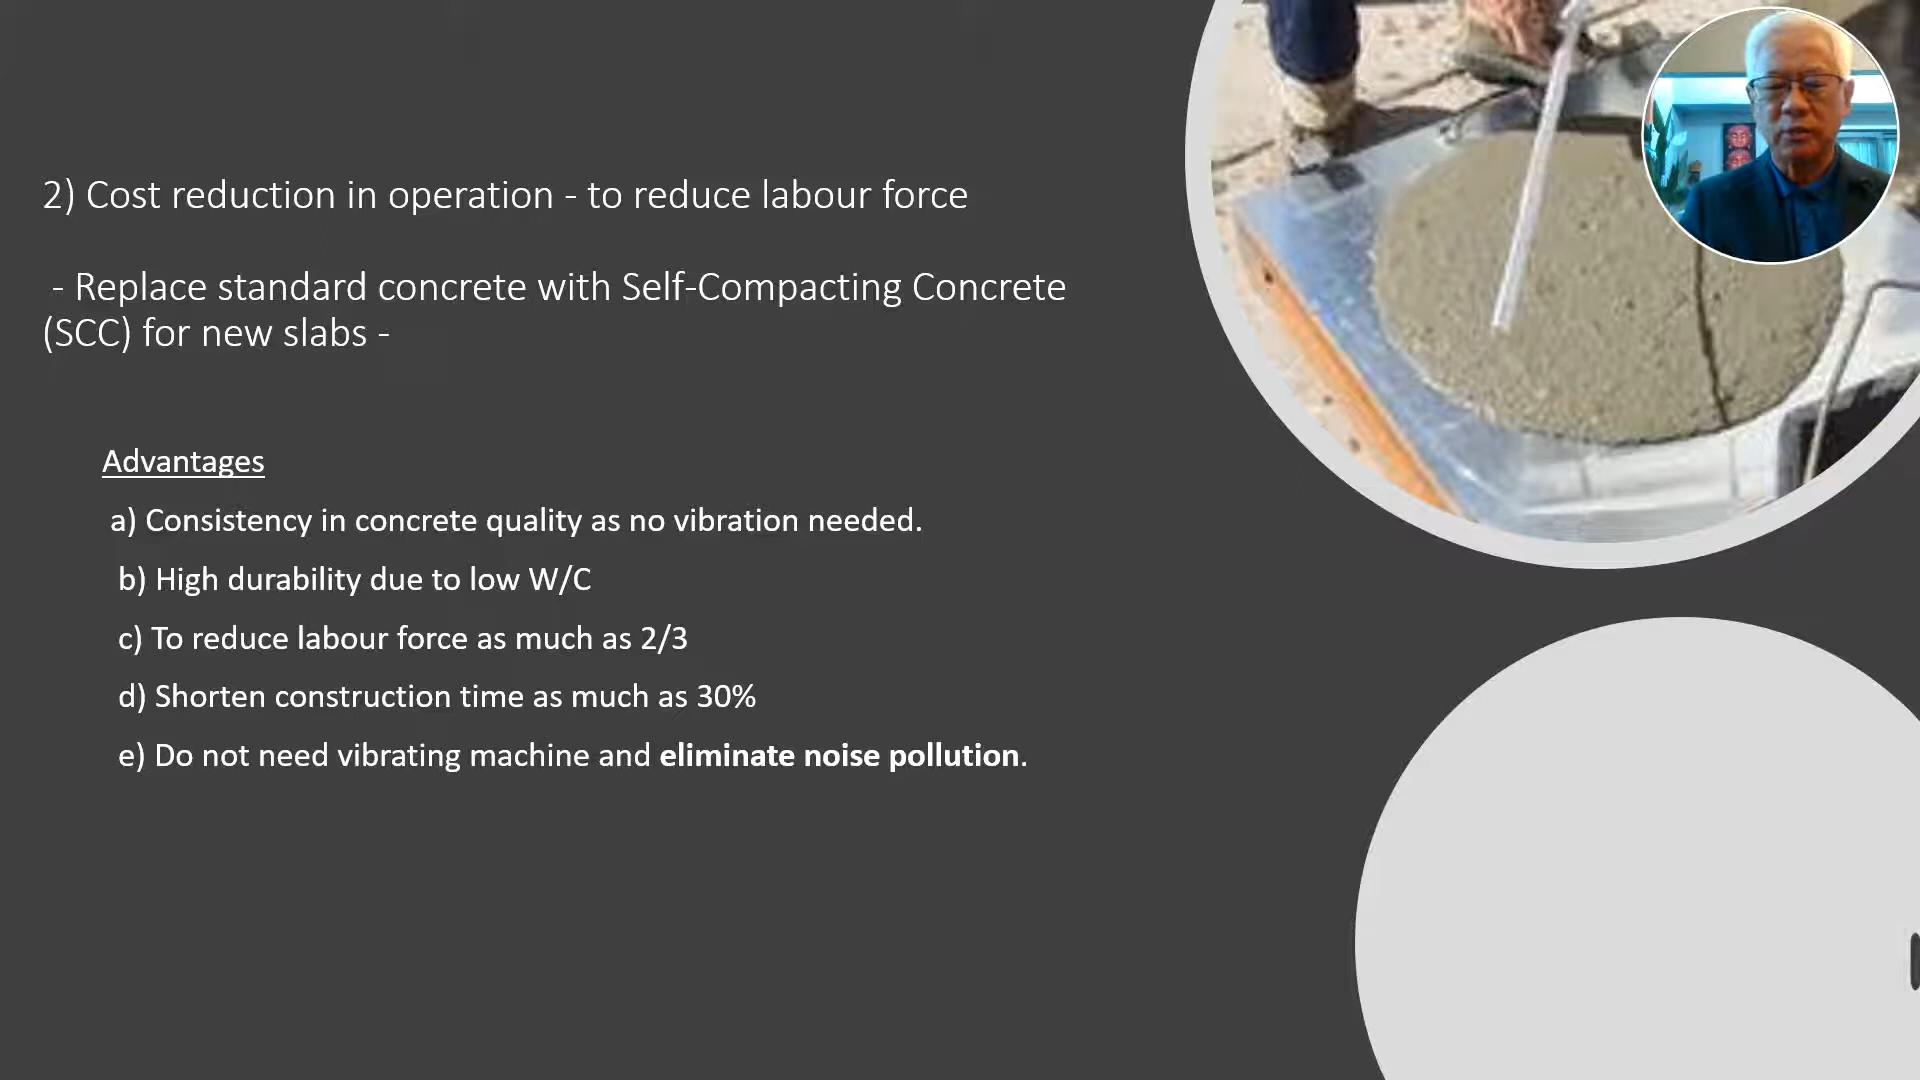 2) Cost reduction in operation - to reduce labour force
- Replace standard concrete with Self-Compacting Concrete
(SCC) for new slabs -
Advantages
a) Consistency in concrete quality as no vibration needed.
b) High durability due to low W/C
c) To reduce labour force as much as 2/3
d) Shorten construction time as much as 30%
e) Do not need vibrating machine and eliminate noise pollution.